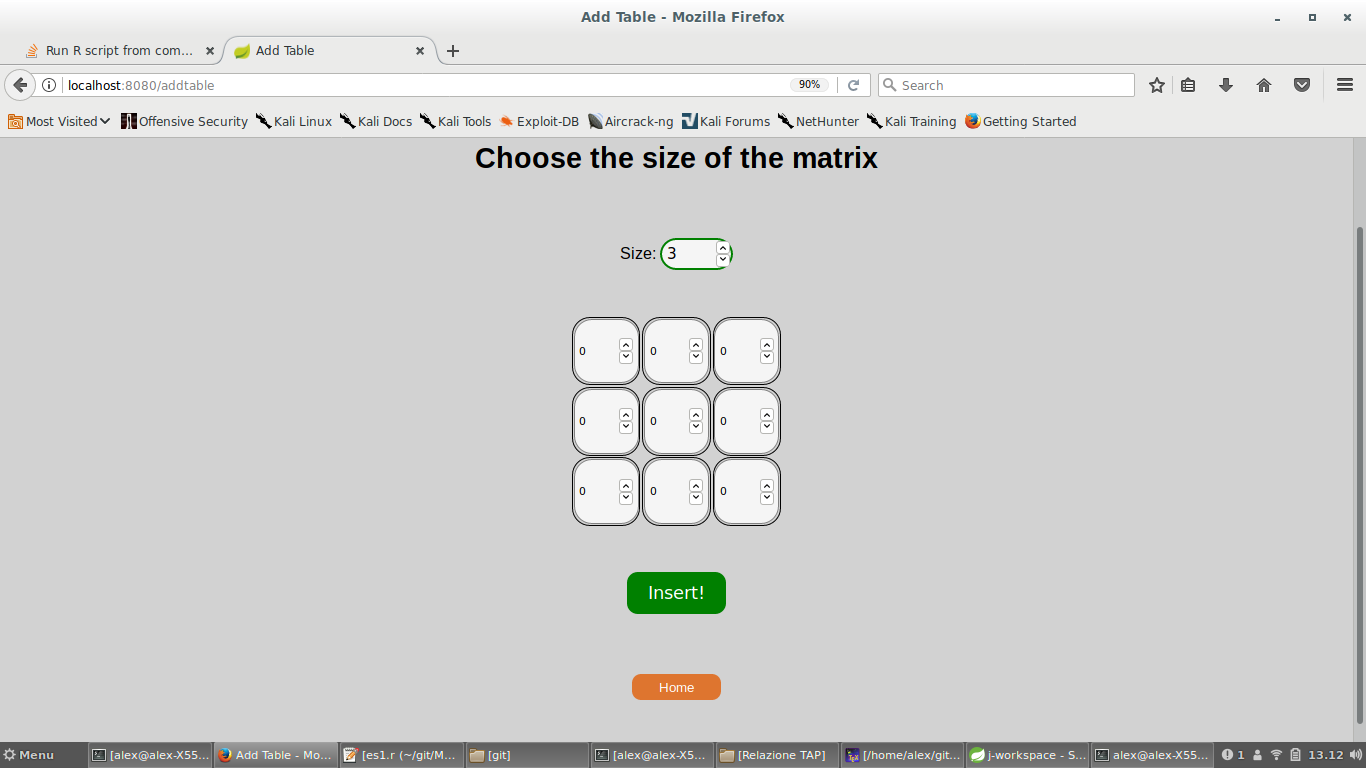 Add Table - Mozilla Firefox
Run R script from com...
Add Table
localhost:8080/addtable
90%
Search
Most Visited
Offensive Security
Kali Linux
Kali Docs
Kali Tools
Exploit-DB
Aircrack-ng
Kali Forums
NetHunter
Kali Training
Getting Started
Choose the size of the matrix
Size: 3
0 0 0
0 0 0
0 0 0
Insert!
Home
Menu
[alex@alex-X55...
Add Table - Mo...
[es1.r (~/git/M...
[git]
[alex@alex-X5...
[Relazione TAP]
[/home/alex/git...
j-workspace - S...
alex@alex-X55...
1
13.12